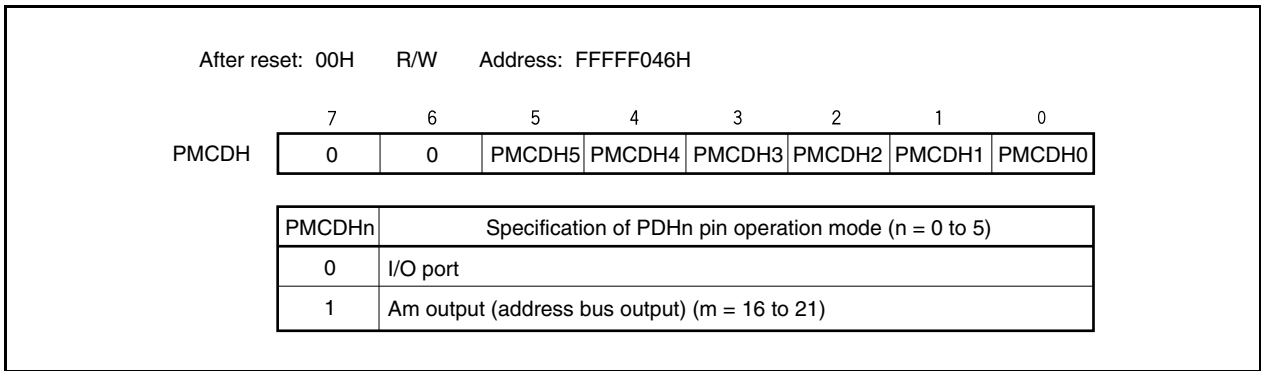 After reset: 00H R/W Address: FFFFF046H
7 6 5 4 3 2 1 0
PMCDH 0 0 PMCDH5 PMCDH4 PMCDH3 PMCDH2 PMCDH1 PMCDH0
PMCDHn Specification of PDHn pin operation mode (n = 0 to 5)
0 I/O port
1 Am output (address bus output) (m = 16 to 21)